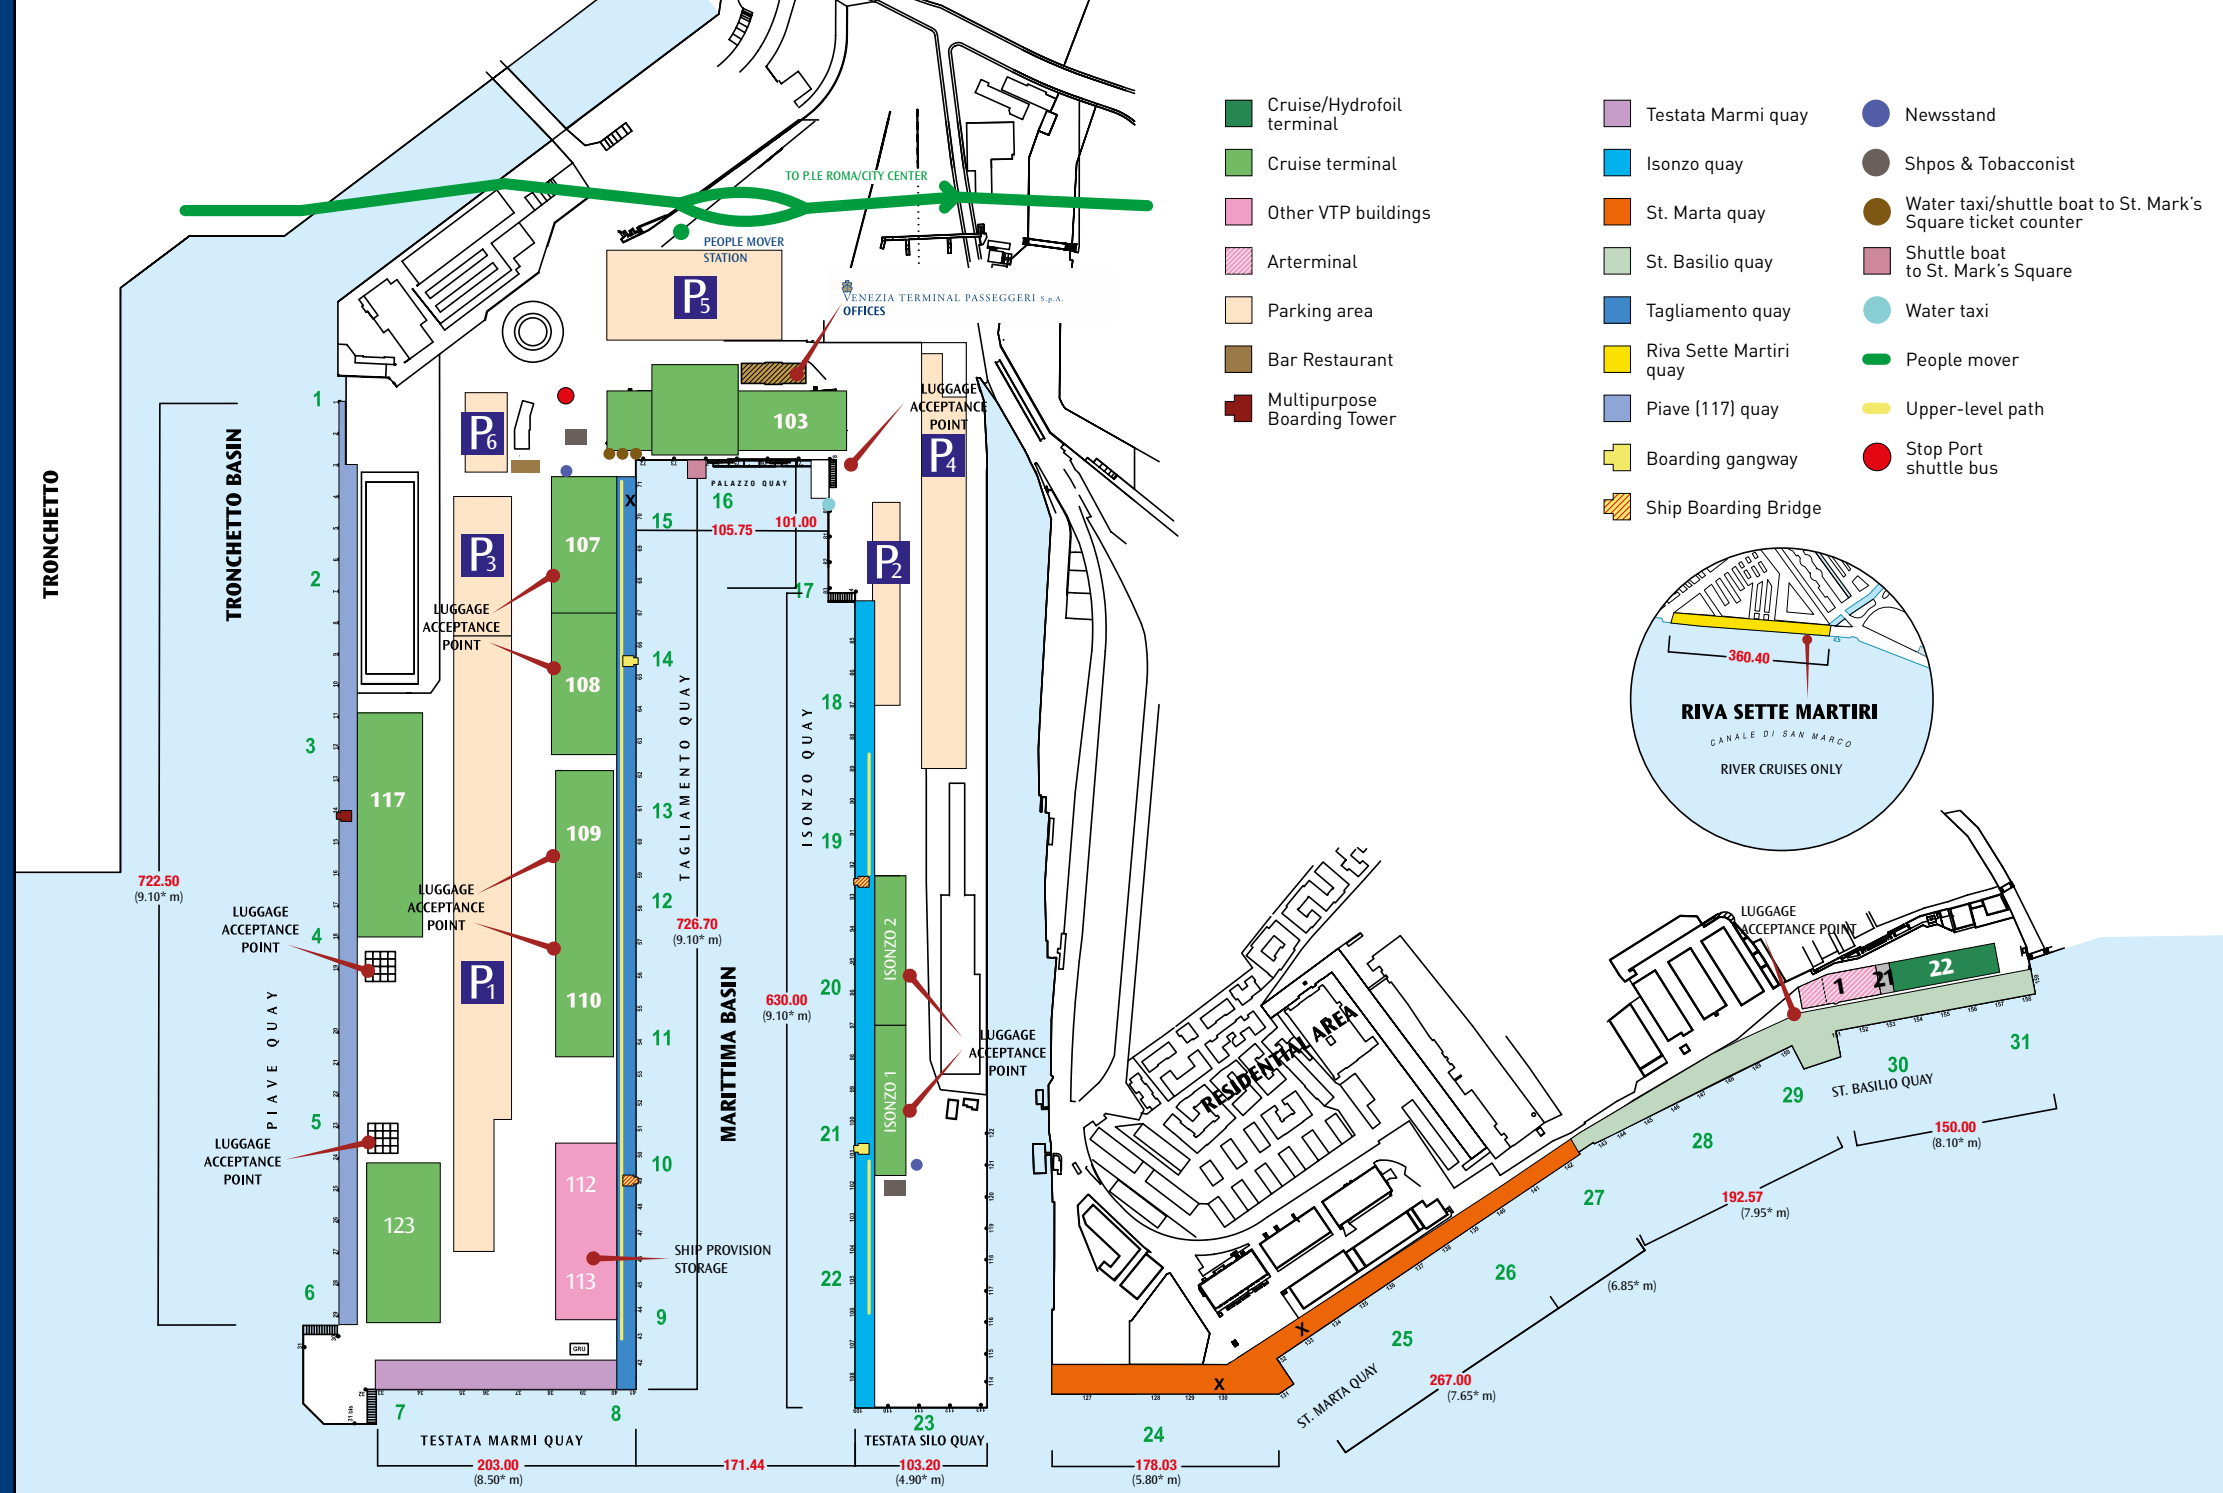 TO P.LE ROMA/CITY CENTER
PEOPLE MOVER
STATION
P5
VENEZIA TERMINAL PASSEGGERI S.p.A.
OFFICES
103
LUGGAGE
ACCEPTANCE
POINT
P6
P4
PALAZZO QUAY
16
15
105.75
101.00
17
P3
P2
107
108
LUGGAGE
ACCEPTANCE
POINT
TRONCHETTO
TRONCHETTO BASIN
1
2
3
4
5
6
722.50
(9.10* m)
PIAVE QUAY
117
LUGGAGE
ACCEPTANCE
POINT
LUGGAGE
ACCEPTANCE
POINT
123
P1
LUGGAGE
ACCEPTANCE
POINT
109
110
112
113
SHIP PROVISION
STORAGE
GRU
14
13
12
11
10
9
TAGLIAMENTO QUAY
726.70
(9.10* m)
MARITTIMA BASIN
ISONZO QUAY
630.00
(9.10* m)
18
19
20
21
22
ISONZO 2
ISONZO 1
LUGGAGE
ACCEPTANCE
POINT
X
7
8
23
TESTATA MARMI QUAY
203.00
(8.50* m)
171.44
TESTATA SILO QUAY
103.20
(4.90* m)
24
178.03
(5.80* m)
X
X
RESIDENTIAL AREA
ST. MARTA QUAY
25
26
27
28
29
30
31
267.00
(7.65* m)
(6.85* m)
192.57
(7.95* m)
150.00
(8.10* m)
ST. BASILIO QUAY
LUGGAGE
ACCEPTANCE POINT
1
21
22
360.40
RIVA SETTE MARTIRI
CANALE DI SAN MARCO
RIVER CRUISES ONLY
Cruise/Hydrofoil
terminal
Cruise terminal
Other VTP buildings
Arterminal
Parking area
Bar Restaurant
Multipurpose
Boarding Tower
Testata Marmi quay
Isonzo quay
St. Marta quay
St. Basilio quay
Tagliamento quay
Riva Sette Martiri
quay
Piave (117) quay
Boarding gangway
Ship Boarding Bridge
Newsstand
Shpos & Tobacconist
Water taxi/shuttle boat to St. Mark's
Square ticket counter
Shuttle boat
to St. Mark's Square
Water taxi
People mover
Upper-level path
Stop Port
shuttle bus